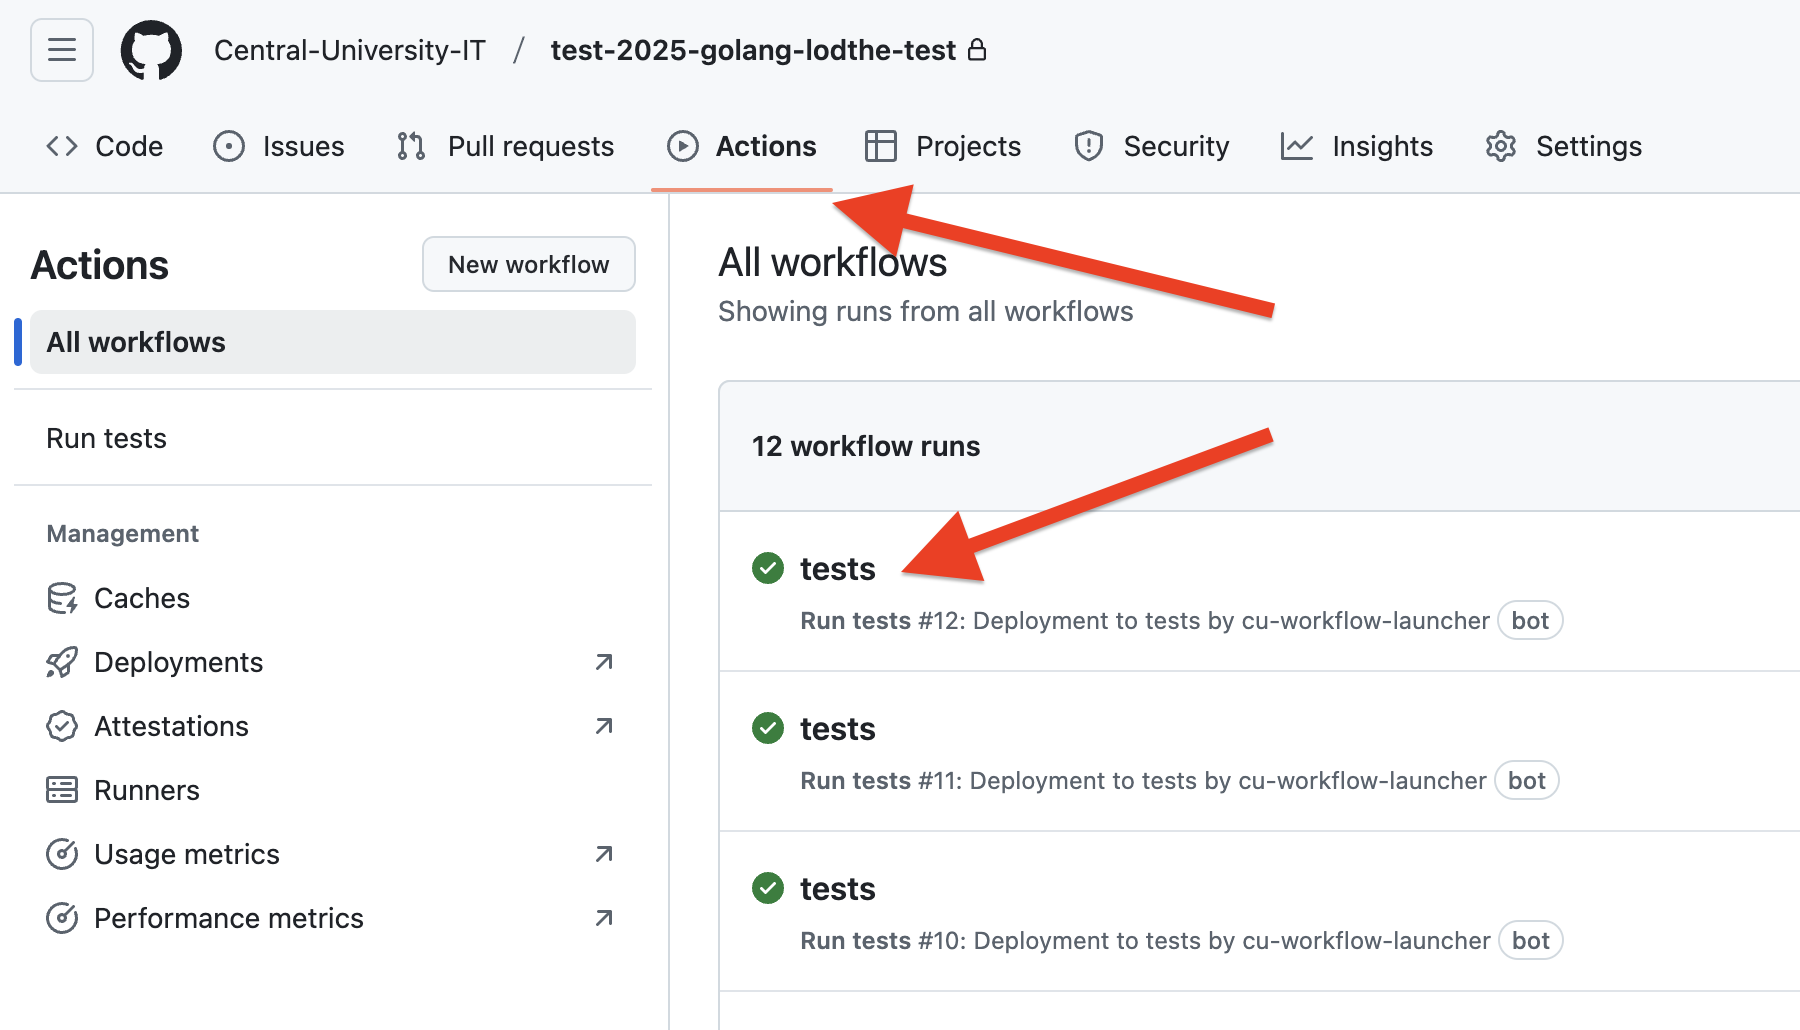 Central-University-IT / test-2025-golang-lodthe-test
Code Issues Pull requests Actions Projects Security Insights Settings
Actions
New workflow
All workflows
Run tests
Management
Caches
Deployments
Attestations
Runners
Usage metrics
Performance metrics
All workflows
Showing runs from all workflows
12 workflow runs
tests
Run tests #12: Deployment to tests by cu-workflow-launcher bot
tests
Run tests #11: Deployment to tests by cu-workflow-launcher bot
tests
Run tests #10: Deployment to tests by cu-workflow-launcher bot